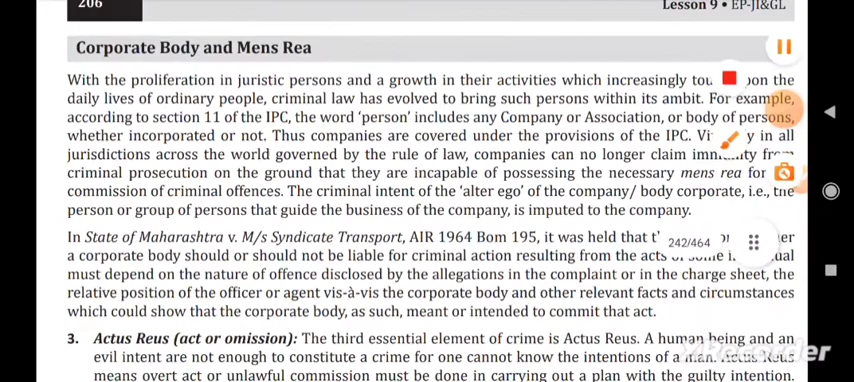 206
Lesson 9 • EP-JI&GL
Corporate Body and Mens Rea
With the proliferation in juristic persons and a growth in their activities which increasingly the
daily lives of ordinary people, criminal law has evolved to bring such persons within its ambit. For example,
according to section 11 of the IPC, the word 'person' includes any Company or Association, or body of persons,
whether incorporated or not. Thus companies are covered under the provisions of the IPC. in all
jurisdictions across the world governed by the rule of law, companies can no longer claim
criminal prosecution on the ground that they are incapable of possessing the necessary mens rea for
commission of criminal offences. The criminal intent of the 'alter ego' of the company/ body corporate, i.e., the
person or group of persons that guide the business of the company, is imputed to the company.
In State of Maharashtra v. M/s Syndicate Transport, AIR 1964 Bom 195, it was held that
242/464
a corporate body should or should not be liable for criminal action resulting from the acts
must depend on the nature of offence disclosed by the allegations in the complaint or in the charge sheet, the
relative position of the officer or agent vis-à-vis the corporate body and other relevant facts and circumstances
which could show that the corporate body, as such, meant or intended to commit that act.
3. Actus Reus (act or omission): The third essential element of crime is Actus Reus. A human being and an
evil intent are not enough to constitute a crime for one cannot know the intentions of a man. Actus Reus
means overt act or unlawful commission must be done in carrying out a plan with the guilty intention.